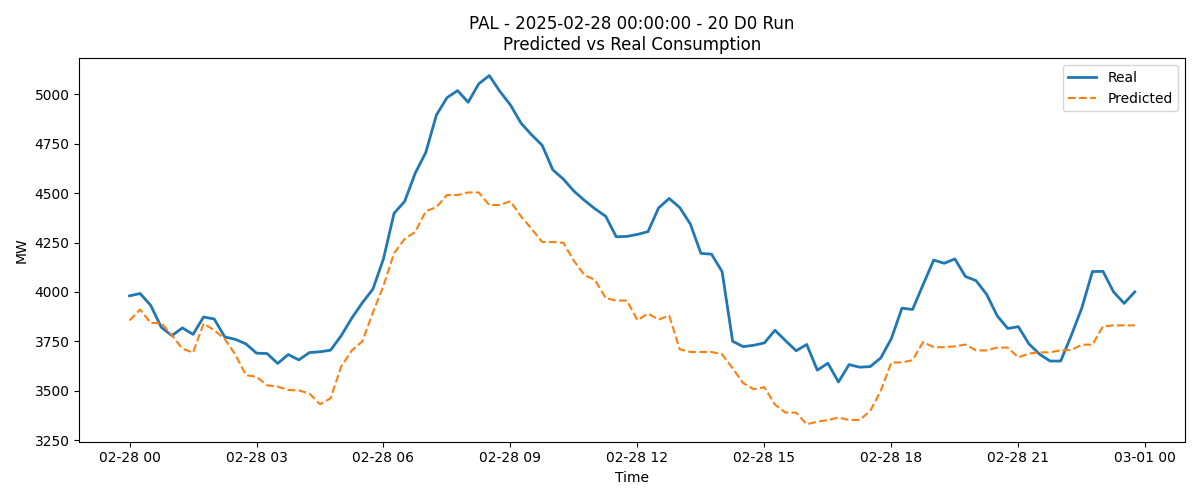 PAL - 2025-02-28 00:00:00 - 20 D0 Run
Predicted vs Real Consumption
Real
Predicted
MW
5000
4750
4500
4250
4000
3750
3500
3250
02-28 00
02-28 03
02-28 06
02-28 09
02-28 12
02-28 15
02-28 18
02-28 21
03-01 00
Time